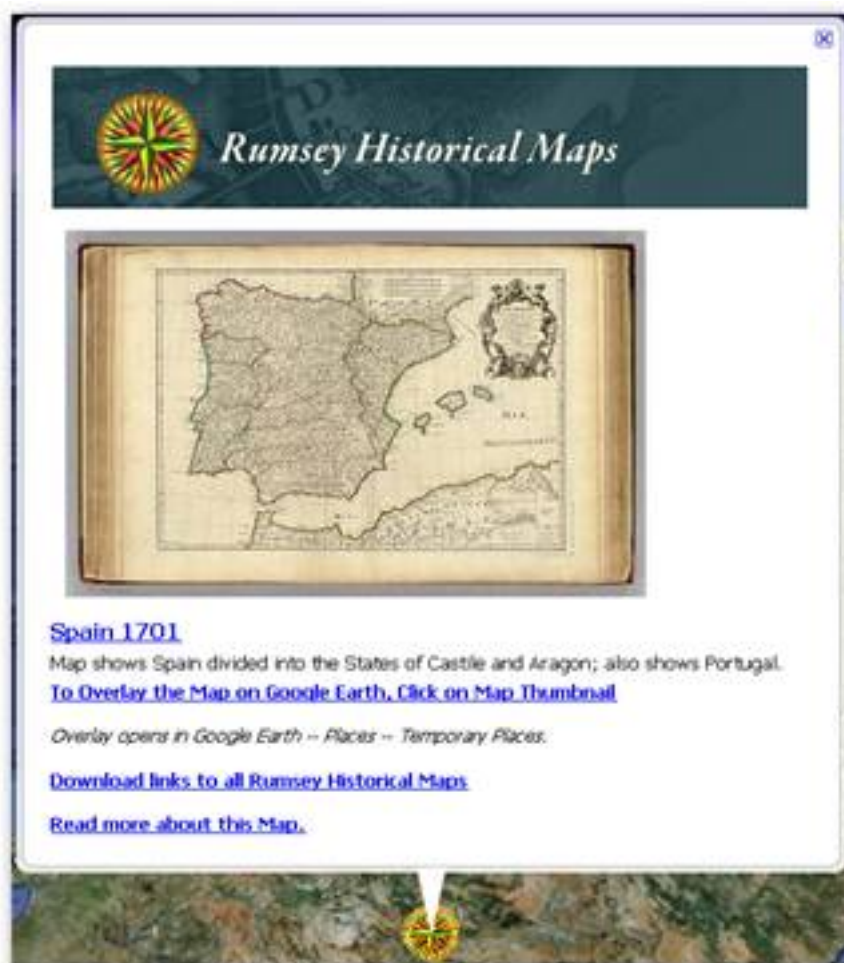 Rumsey Historical Maps
Spain 1701
Map shows Spain divided into the States of Castile and Aragon; also shows Portugal.
To Overlay the Map on Google Earth, Click on Map Thumbnail
Overlay opens in Google Earth -- Places -- Temporary Places.
Download links to all Rumsey Historical Maps
Read more about this Map.